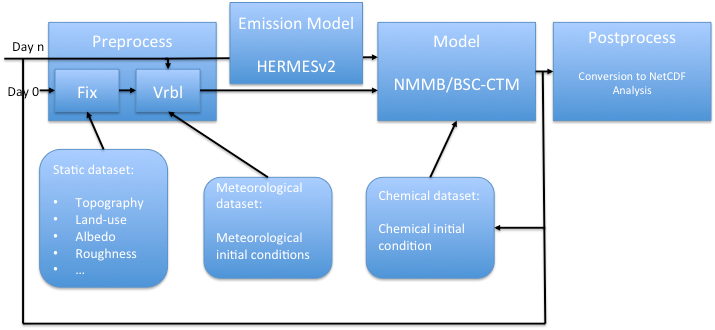 Day n
Day 0
Preprocess
Fix
Vrbl
Emission Model
HERMESv2
Model
NMMB/BSC-CTM
Postprocess
Conversion to NetCDF
Analysis
Static dataset:
• Topography
• Land-use
• Albedo
• Roughness
• ...
Meteorological
dataset:
Meteorological
initial conditions
Chemical dataset:
Chemical initial
condition